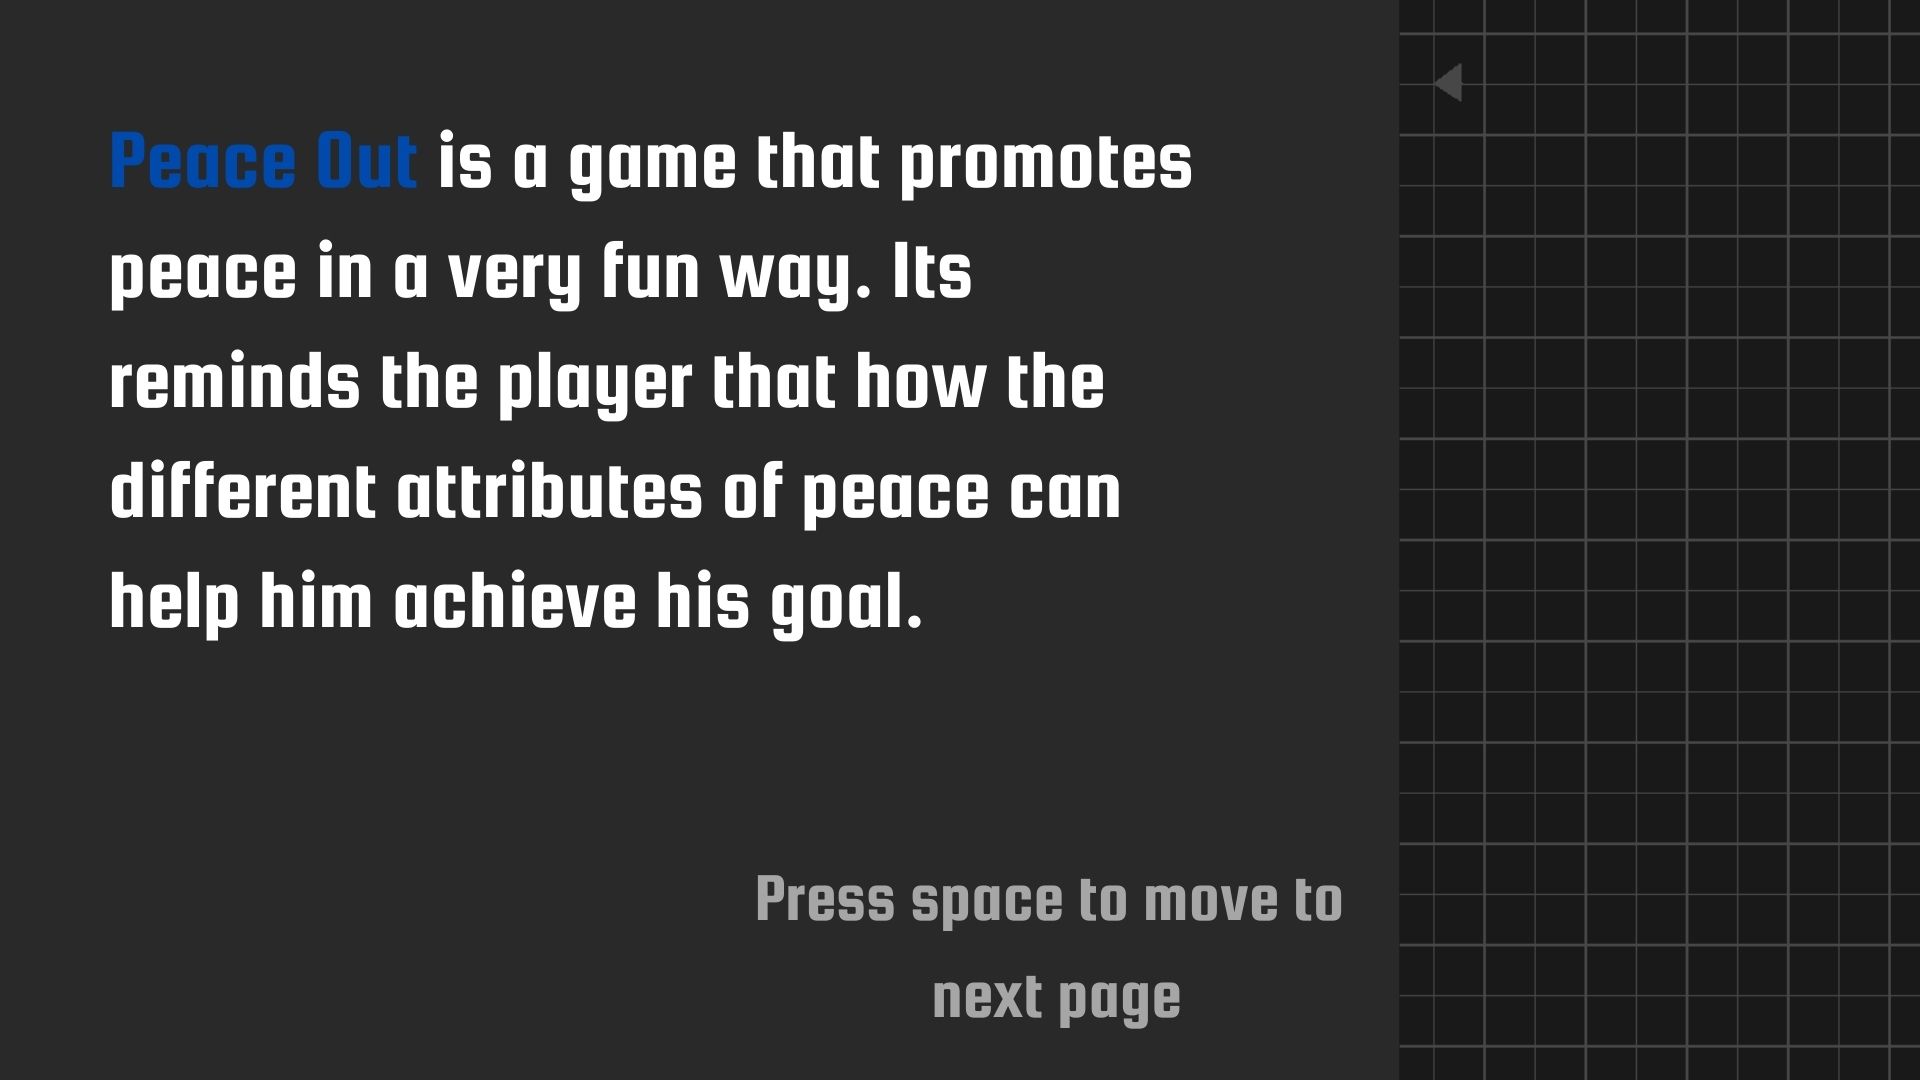 Peace Out is a game that promotes
peace in a very fun way. Its
reminds the player that how the
different attributes of peace can
help him achieve his goal.
Press space to move to
next page